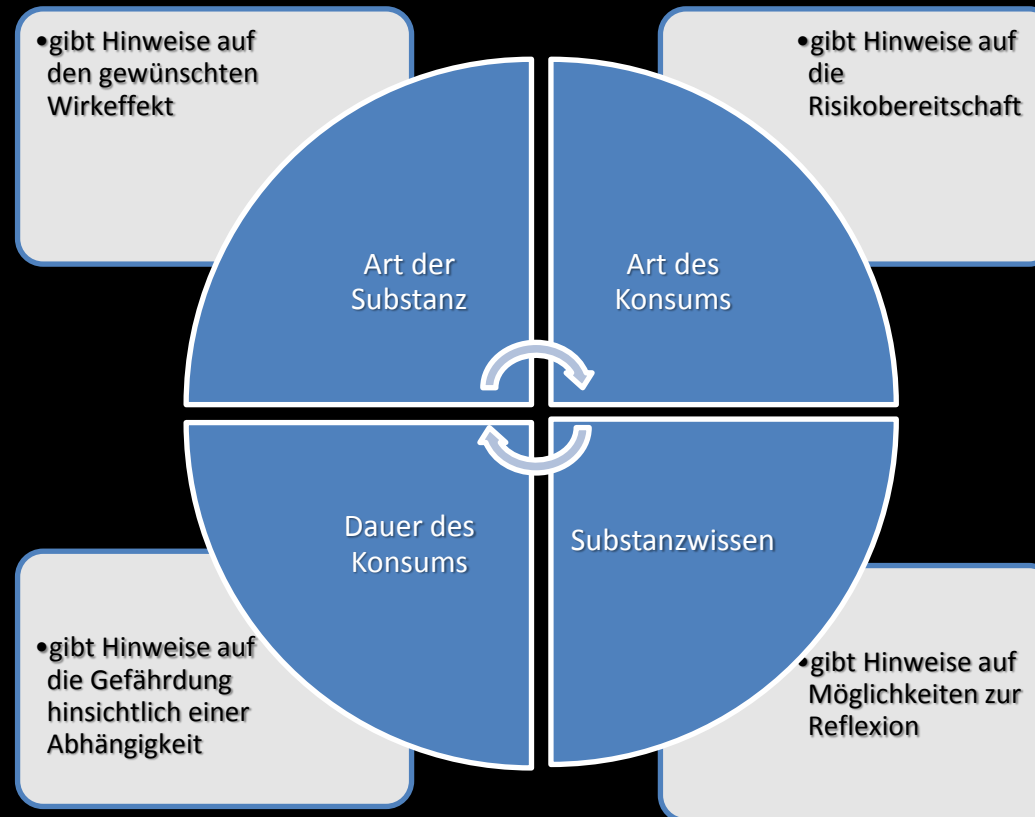 •gibt Hinweise auf
den gewünschten
Wirkeffekt
•gibt Hinweise auf
die
Risikobereitschaft
Art der
Substanz
Art des
Konsums
Dauer des
Konsums
Substanzwissen
•gibt Hinweise auf
die Gefährdung
hinsichtlich einer
Abhängigkeit
•gibt Hinweise auf
Möglichkeiten zur
Reflexion